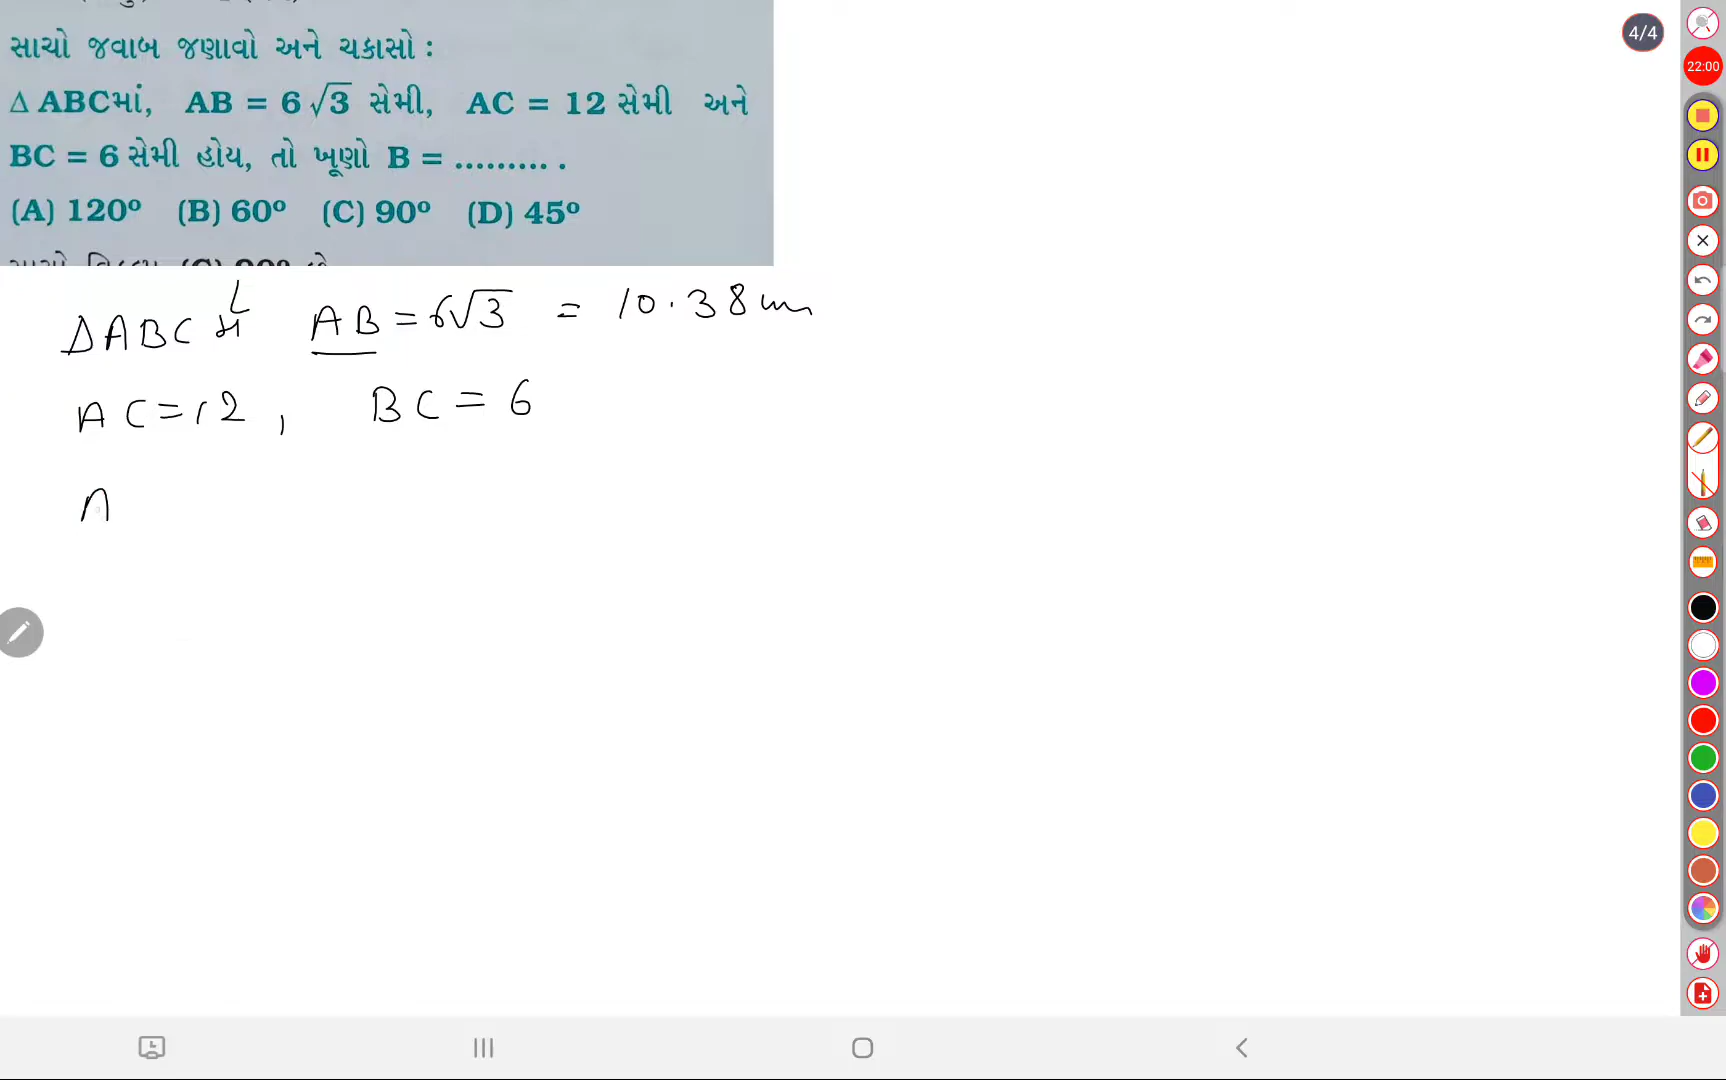 સાચો જવાબ જણાવો અને ચકાસો :
Δ ABCમાં, AB = 6√3 સેમી, AC = 12 સેમી અને
BC = 6 સેમી હોય, તો ખૂણો B = ......... .
(A) 120° (B) 60° (C) 90° (D) 45°
(C) 90° છે
ΔABC માં AB = 6√3 = 10.38 cm
AC = 12 , BC = 6
A
4/4
22:00